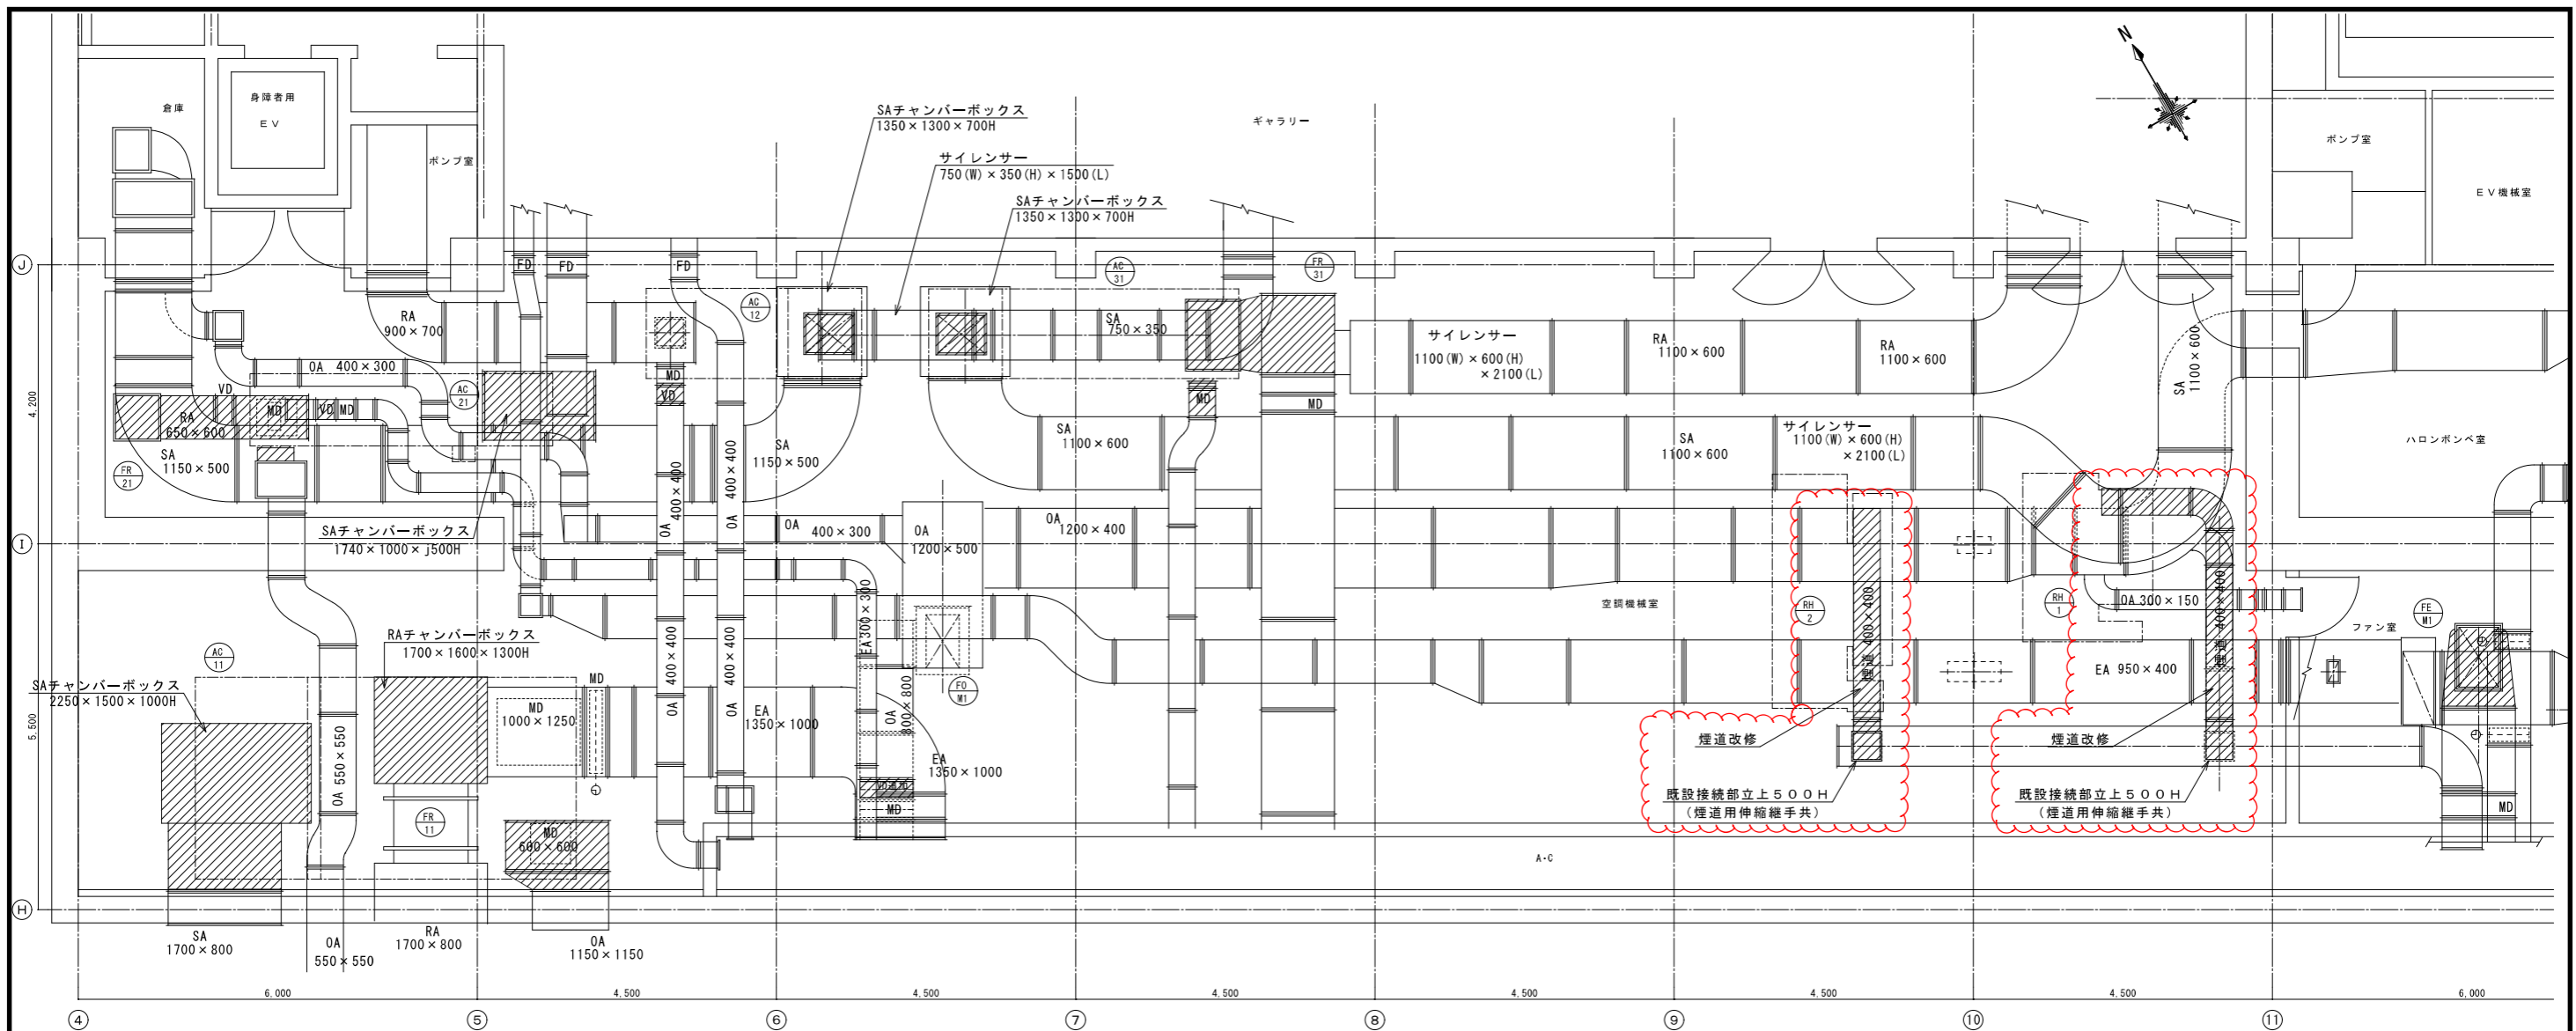 N
倉庫
身障者用
EV
ポンプ室
SAチャンバーボックス
1350×1300×700H
サイレンサー
750(W)×350(H)×1500(L)
SAチャンバーボックス
1350×1300×700H
ギャラリー
ポンプ室
EV機械室
J
FD
FD
FD
AC
12
AC
31
FR
31
RA
900×700
SA
750×350
サイレンサー
1100(W)×600(H)
×2100(L)
RA
1100×600
RA
1100×600
SA
1100×600
OA 400×300
VD
MD
VD
MD
AC
21
MD
VD
MD
MD
RA
650×600
SA
1150×500
FR
21
SA
1150×500
SA
1100×600
SA
1100×600
サイレンサー
1100(W)×600(H)
×2100(L)
ハロンボンベ室
4,200
SAチャンバーボックス
1740×1000×j500H
OA
400×400
OA
400×400
OA
400×300
OA
1200×500
OA
1200×400
I
EA300×300
空調機械室
RH
2
煙道 400×400
RH
1
OA 300×150
煙道 400×400
ファン室
FE
M1
RAチャンバーボックス
1700×1600×1300H
AC
11
SAチャンバーボックス
2250×1500×1000H
OA
400×400
OA
400×400
MD
MD
1000×1250
EA
1350×1000
OA
800×800
FO
M1
EA
1350×1000
EA 950×400
5,500
OA 550×550
煙道改修
煙道改修
既設接続部立上500H
(煙道用伸縮継手共)
既設接続部立上500H
(煙道用伸縮継手共)
FR
11
MD
600×600
MD
MD
A・C
H
SA
1700×800
OA
550×550
RA
1700×800
OA
1150×1150
6,000
4,500
4,500
4,500
4,500
4,500
4,500
6,000
4
5
6
7
8
9
10
11